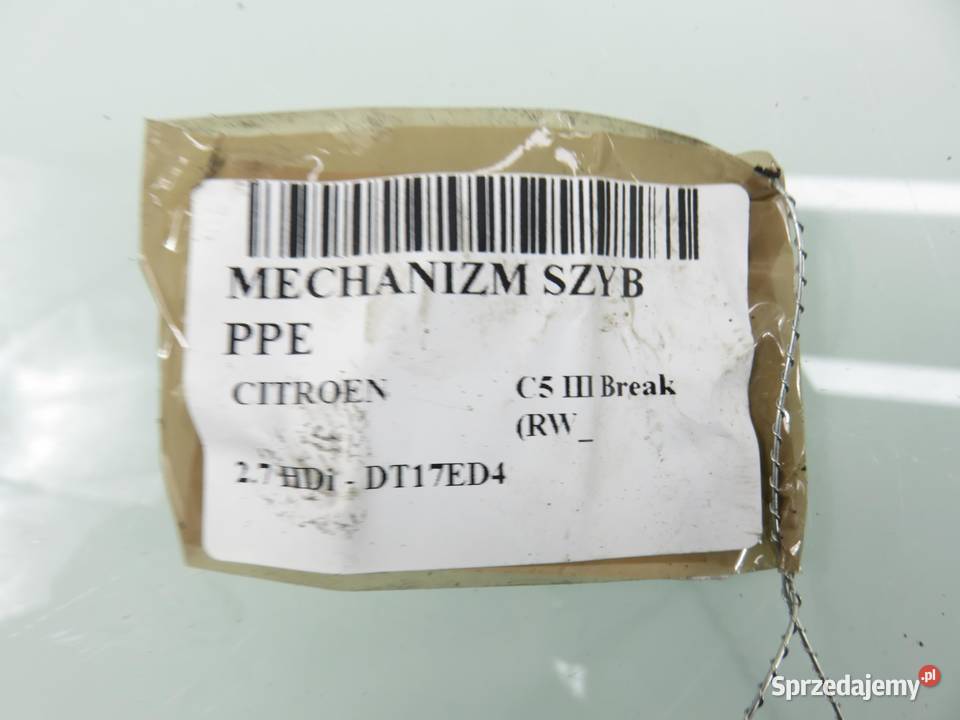 MECHANIZM SZYB
PPE
CITROEN C5 III Break
(RW_
2.7 HDi - DT17ED4
Sprzedajemy.pl